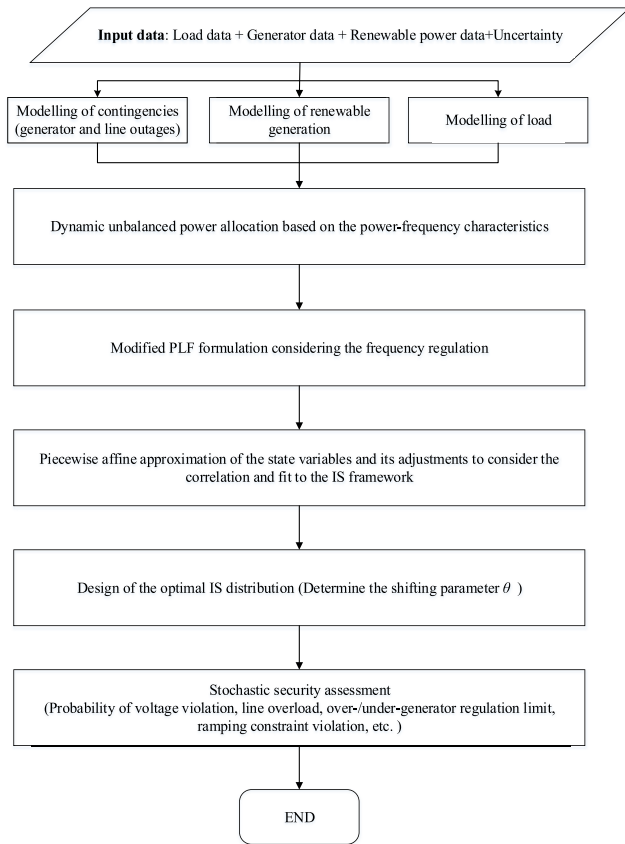 Input data: Load data + Generator data + Renewable power data+Uncertainty
Modelling of contingencies
(generator and line outages)
Modelling of renewable
generation
Modelling of load
Dynamic unbalanced power allocation based on the power-frequency characteristics
Modified PLF formulation considering the frequency regulation
Piecewise affine approximation of the state variables and its adjustments to consider the
correlation and fit to the IS framework
Design of the optimal IS distribution (Determine the shifting parameter θ )
Stochastic security assessment
(Probability of voltage violation, line overload, over-/under-generator regulation limit,
ramping constraint violation, etc. )
END